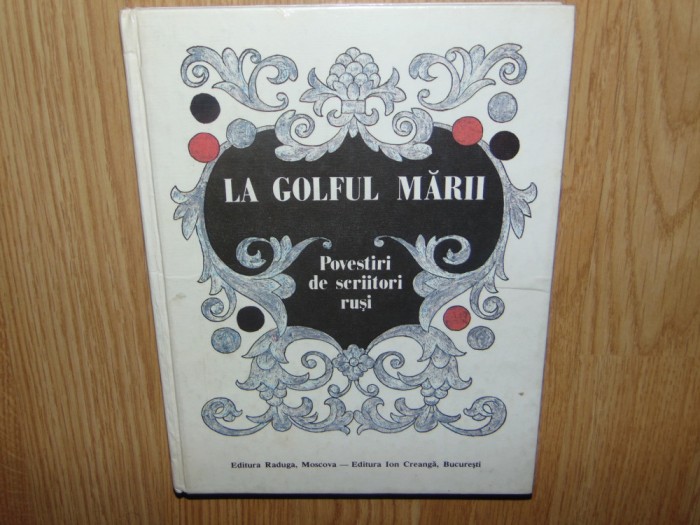 LA GOLFUL MĂRII
Povestiri
de scriitori
ruși
Editura Raduga, Moscova — Editura Ion Creangă, București